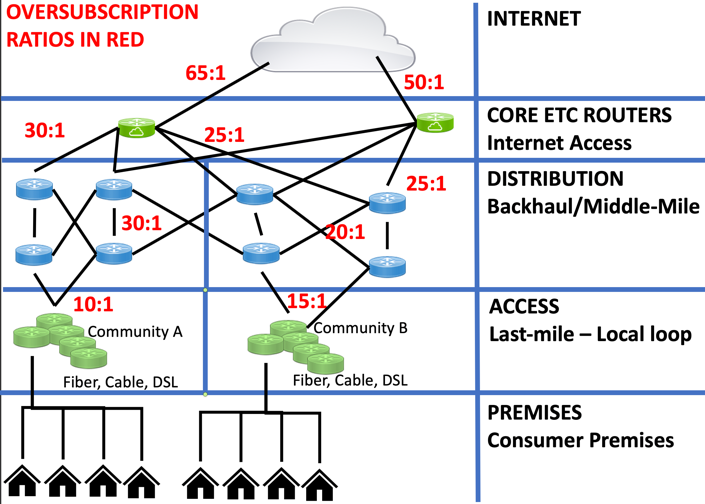 OVERSUBSCRIPTION
RATIOS IN RED
INTERNET
65:1
50:1
CORE ETC ROUTERS
Internet Access
30:1
25:1
DISTRIBUTION
Backhaul/Middle-Mile
25:1
30:1
20:1
ACCESS
Last-mile – Local loop
10:1
15:1
Community A
Community B
Fiber, Cable, DSL
Fiber, Cable, DSL
PREMISES
Consumer Premises